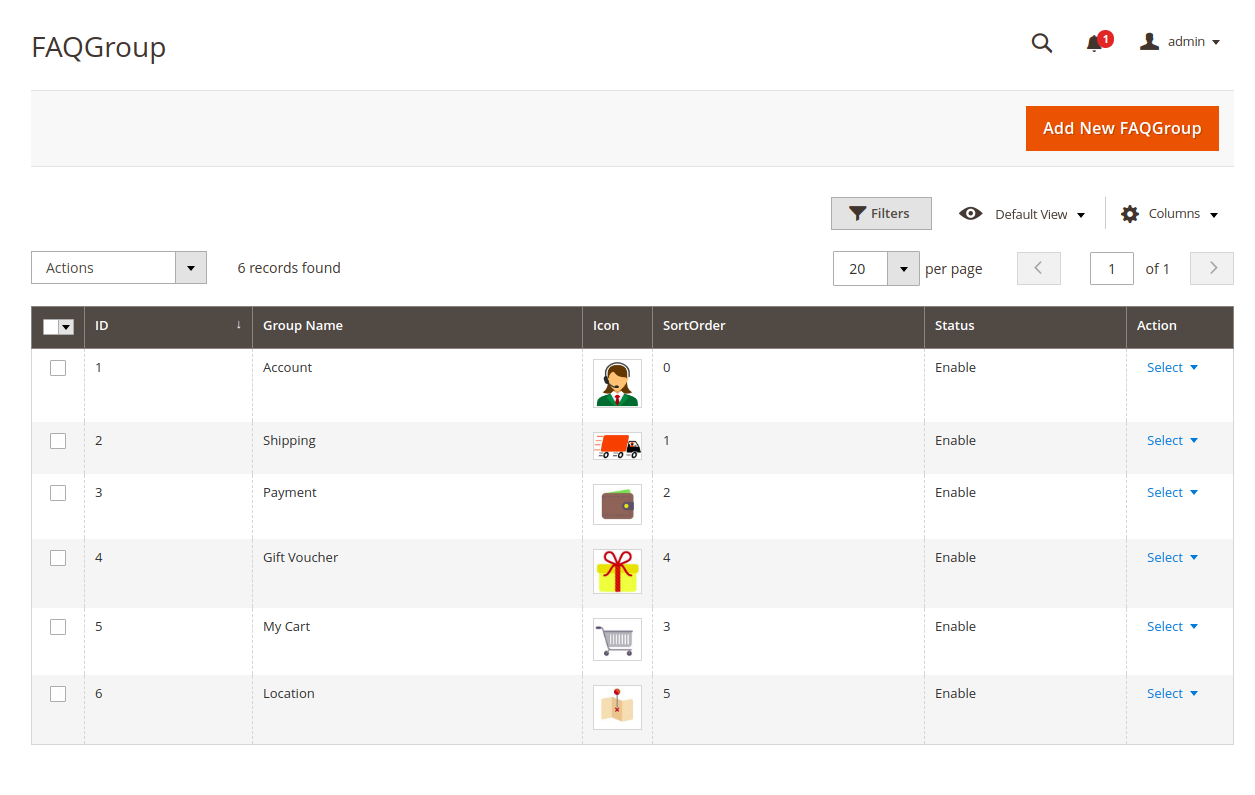 FAQGroup
1
admin
Add New FAQGroup
Filters
Default View
Columns
Actions
6 records found
20
per page
1
of 1
ID ↓ Group Name Icon SortOrder Status Action
1 Account 0 Enable Select
2 Shipping 1 Enable Select
3 Payment 2 Enable Select
4 Gift Voucher 4 Enable Select
5 My Cart 3 Enable Select
6 Location 5 Enable Select